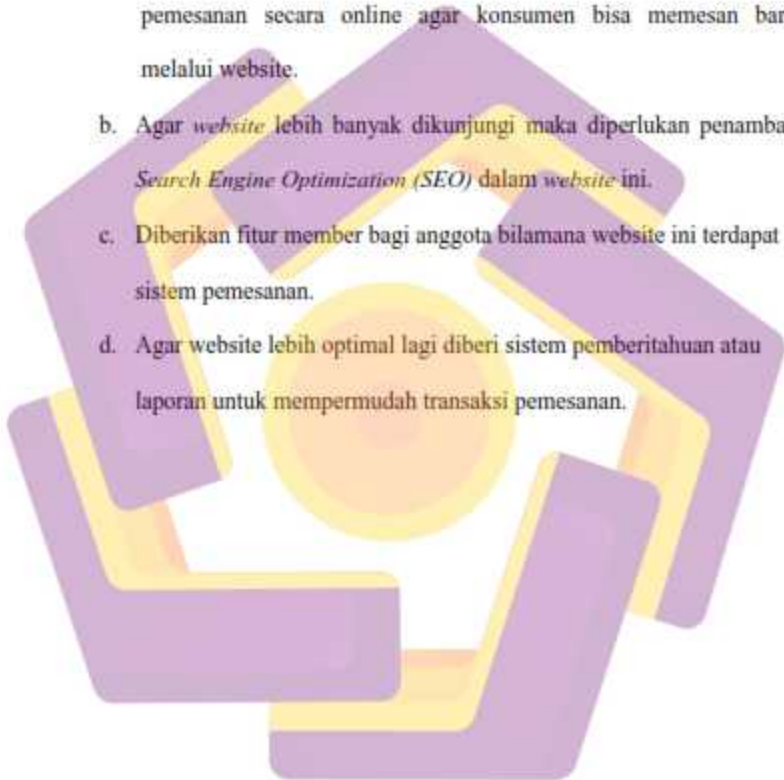 pemesanan secara online agar konsumen bisa memesan
melalui website.
b. Agar website lebih banyak dikunjungi maka diperlukan
Search Engine Optimization (SEO) dalam website ini.
c. Diberikan fitur member bagi anggota bilamana website ini terdapat
sistem pemesanan.
d. Agar website lebih optimal lagi diberi sistem pemberitahuan atau
laporan untuk mempermudah transaksi pemesanan.